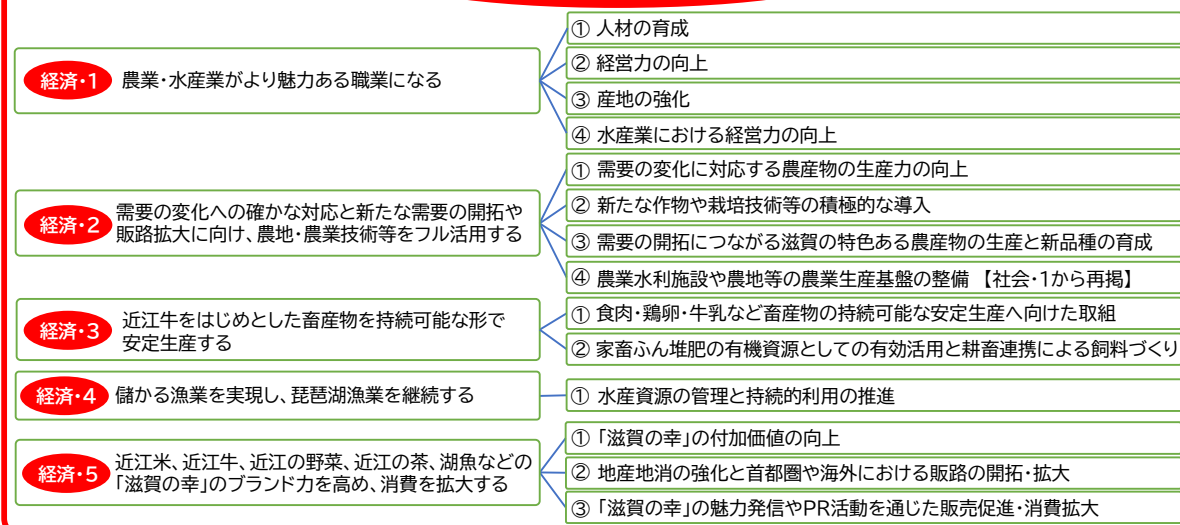 経済・1
農業・水産業がより魅力ある職業になる
① 人材の育成
② 経営力の向上
③ 産地の強化
④ 水産業における経営力の向上
経済・2
需要の変化への確かな対応と新たな需要の開拓や
販路拡大に向け、農地・農業技術等をフル活用する
① 需要の変化に対応する農産物の生産力の向上
② 新たな作物や栽培技術等の積極的な導入
③ 需要の開拓につながる滋賀の特色ある農産物の生産と新品種の育成
④ 農業水利施設や農地等の農業生産基盤の整備 【社会・1から再掲】
経済・3
近江牛をはじめとした畜産物を持続可能な形で
安定生産する
① 食肉・鶏卵・牛乳など畜産物の持続可能な安定生産へ向けた取組
② 家畜ふん堆肥の有機資源としての有効活用と耕畜連携による飼料づくり
経済・4
儲かる漁業を実現し、琵琶湖漁業を継続する
① 水産資源の管理と持続的利用の推進
経済・5
近江米、近江牛、近江の野菜、近江の茶、湖魚などの
「滋賀の幸」のブランド力を高め、消費を拡大する
① 「滋賀の幸」の付加価値の向上
② 地産地消の強化と首都圏や海外における販路の開拓・拡大
③ 「滋賀の幸」の魅力発信やPR活動を通じた販売促進・消費拡大